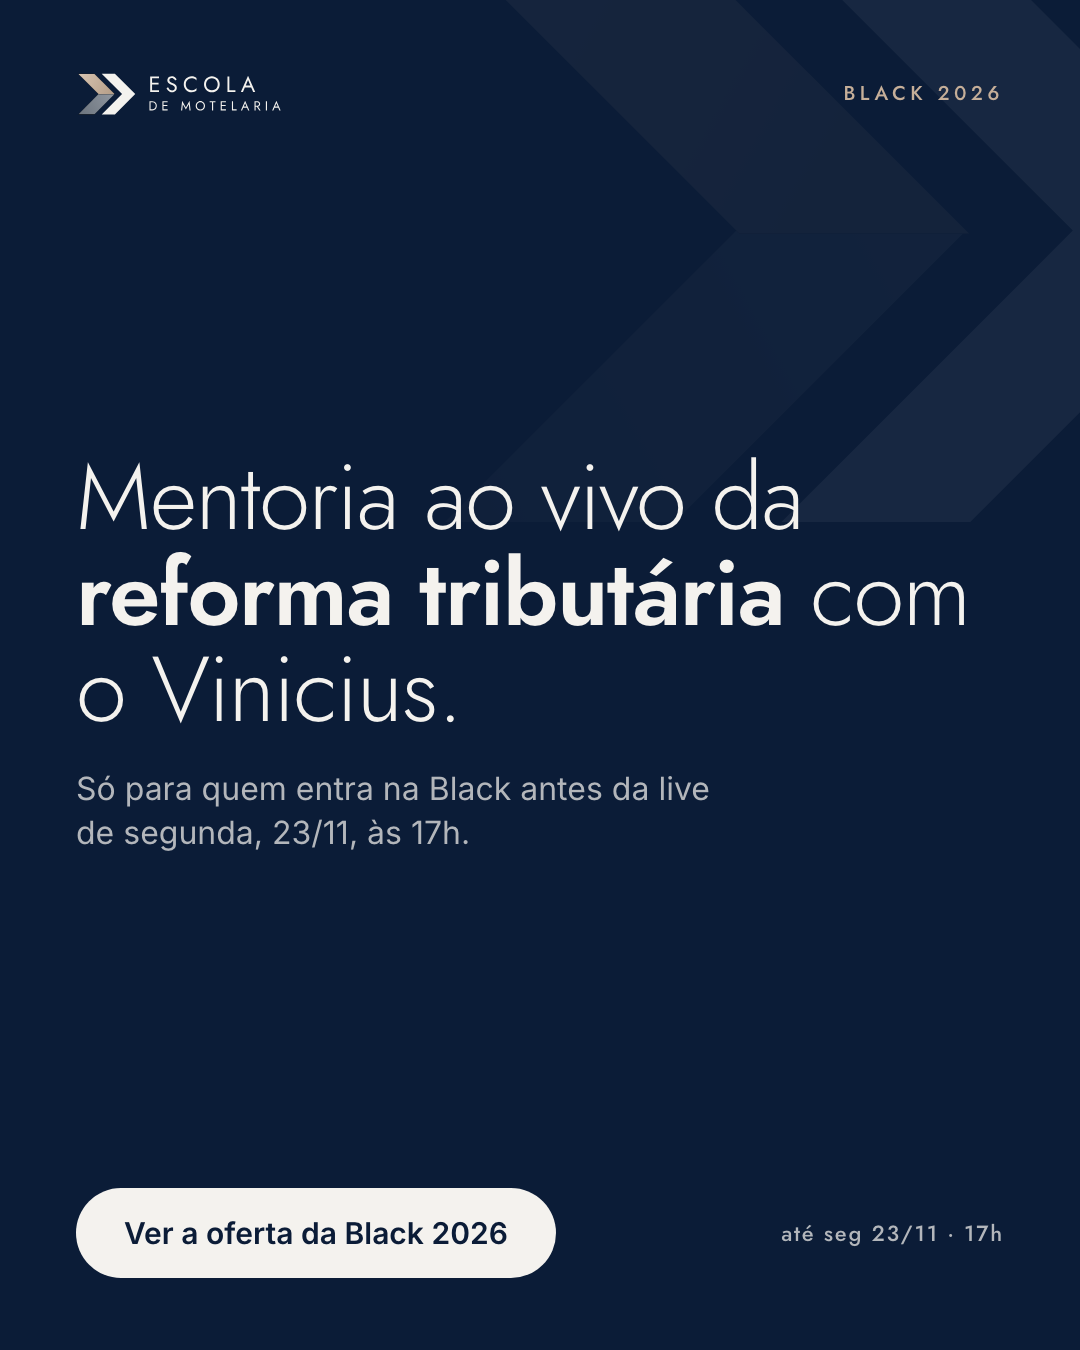 ESCOLA
DE MOTELARIA
BLACK 2026
Mentoria ao vivo da
reforma tributária com
o Vinicius.
Só para quem entra na Black antes da live
de segunda, 23/11, às 17h.
Ver a oferta da Black 2026
até seg 23/11 · 17h